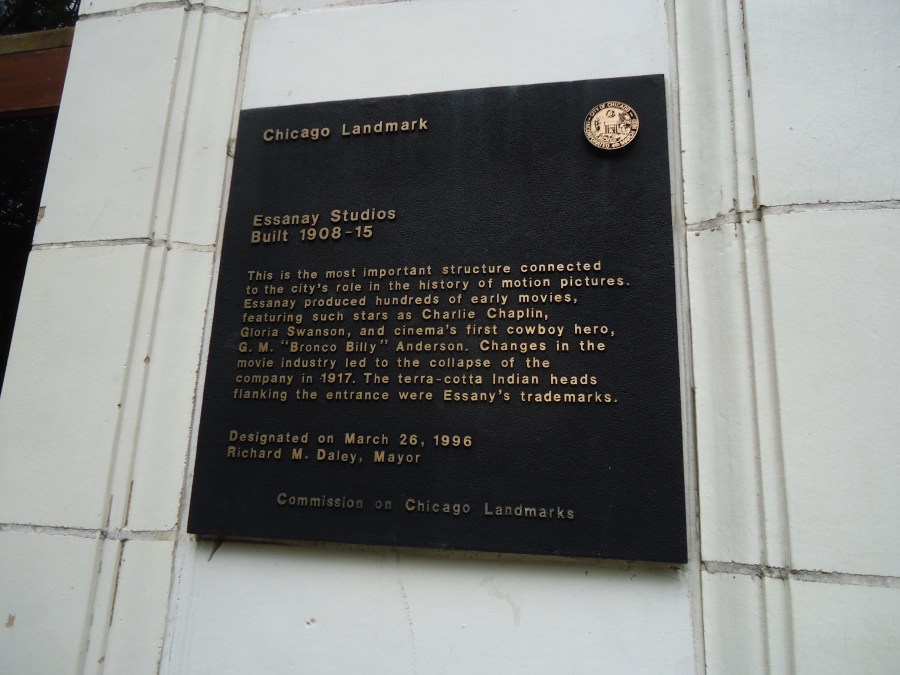 Chicago Landmark
CITY OF CHICAGO
Essanay Studios
Built 1908-15
This is the most important structure connected
to the city's role in the history of motion pictures.
Essanay produced hundreds of early movies,
featuring such stars as Charlie Chaplin,
Gloria Swanson, and cinema's first cowboy hero,
G. M. "Bronco Billy" Anderson. Changes in the
movie industry led to the collapse of the
company in 1917. The terra-cotta Indian heads
flanking the entrance were Essany's trademarks.
Designated on March 26, 1996
Richard M. Daley, Mayor
Commission on Chicago Landmarks